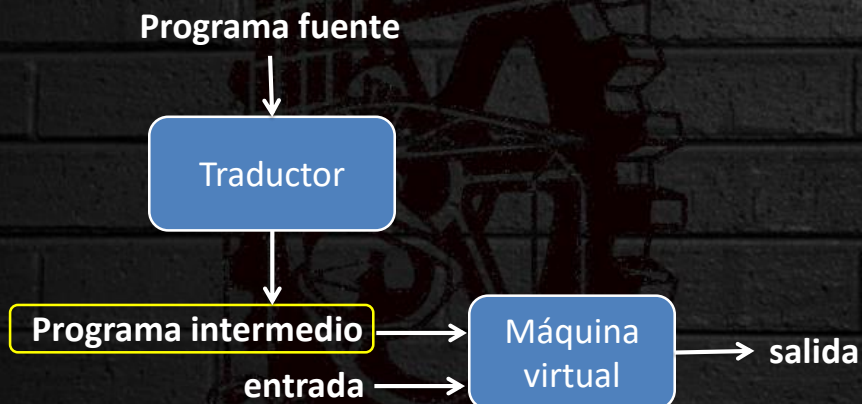 Programa fuente
Traductor
Programa intermedio
Máquina
virtual
salida
entrada